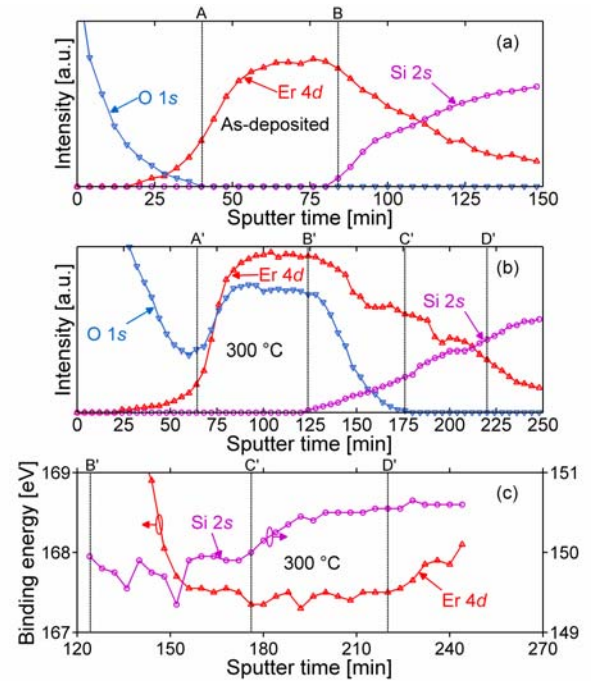 A B
(a)
Si 2s
O 1s
Er 4d
As-deposited
Intensity [a.u.]
0 25 50 75 100 125 150
Sputter time [min]
A' B' C' D'
(b)
Er 4d
Si 2s
O 1s
300 °C
Intensity [a.u.]
0 25 50 75 100 125 150 175 200 225 250
Sputter time [min]
B' C' D'
169 151
(c)
Si 2s
168 300 °C 150
Er 4d
Binding energy [eV]
167 149
120 150 180 210 240 270
Sputter time [min]